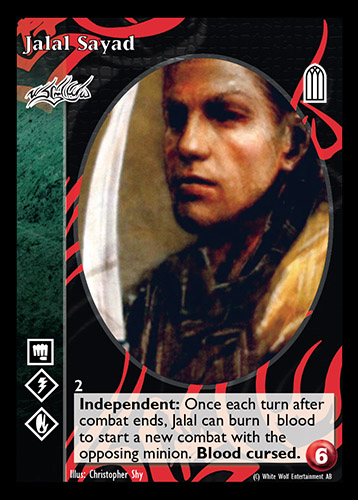 Jalal Sayad
2
Independent: Once each turn after
combat ends, Jalal can burn 1 blood
to start a new combat with the
opposing minion. Blood cursed.
6
Illus: Christopher Shy
(C) White Wolf Entertainment AB